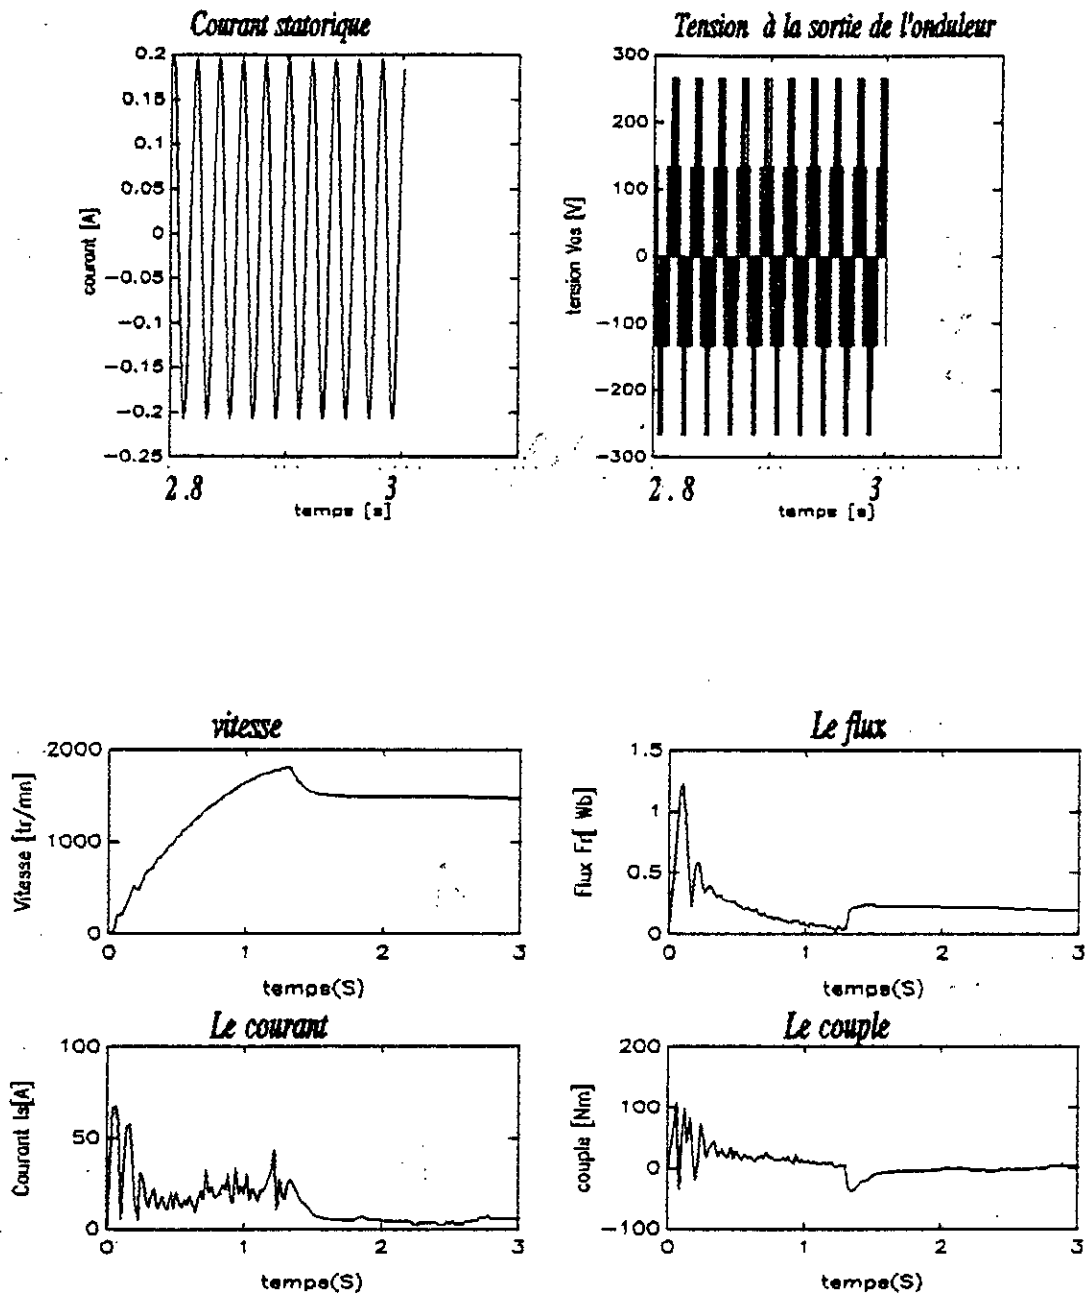 Courant statorique
0.2
0.15
0.1
0.05
0
−0.05
−0.1
−0.15
−0.2
−0.25
courant [A]
2.8 3
temps [s]
Tension à la sortie de l'onduleur
300
200
100
0
−100
−200
−300
tension Vas [V]
2.8 3
temps [s]
vitesse
2000
1000
0
Vitesse [tr/mn]
0 1 2 3
temps(S)
Le flux
1.5
1
0.5
0
Flux Fr[ Wb]
0 1 2 3
temps(S)
Le courant
100
50
0
Courant Is[A]
0 1 2 3
temps(S)
Le couple
200
100
0
−100
couple [Nm]
0 1 2 3
temps(S)